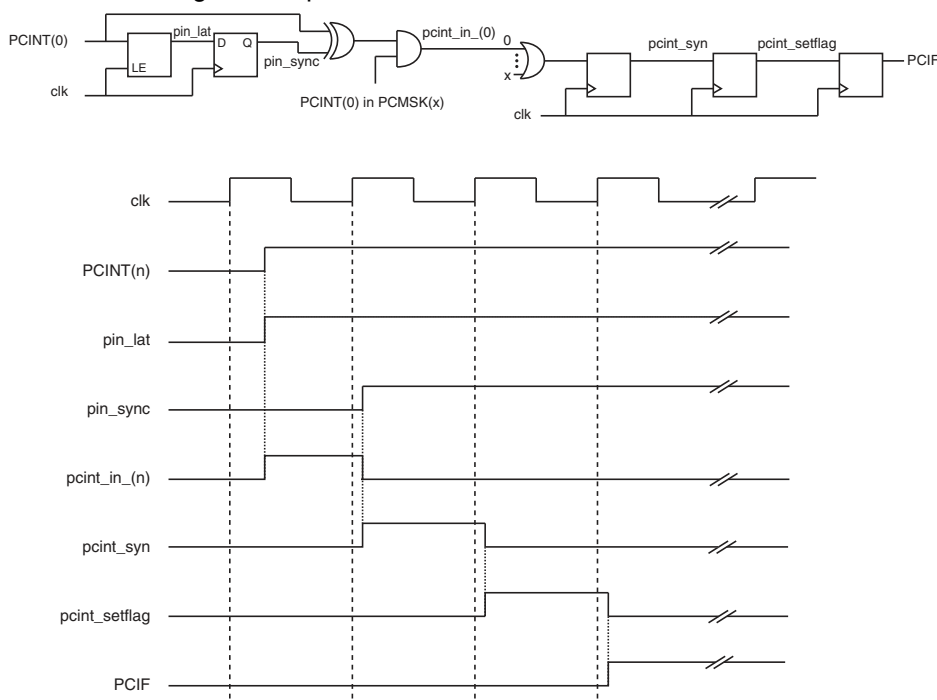 PCINT(0)
pin_lat
D Q
LE
pin_sync
clk
pcint_in_(0)
PCINT(0) in PCMSK(x)
0
x
pcint_syn
pcint_setflag
PCIF
clk
clk
PCINT(n)
pin_lat
pin_sync
pcint_in_(n)
pcint_syn
pcint_setflag
PCIF